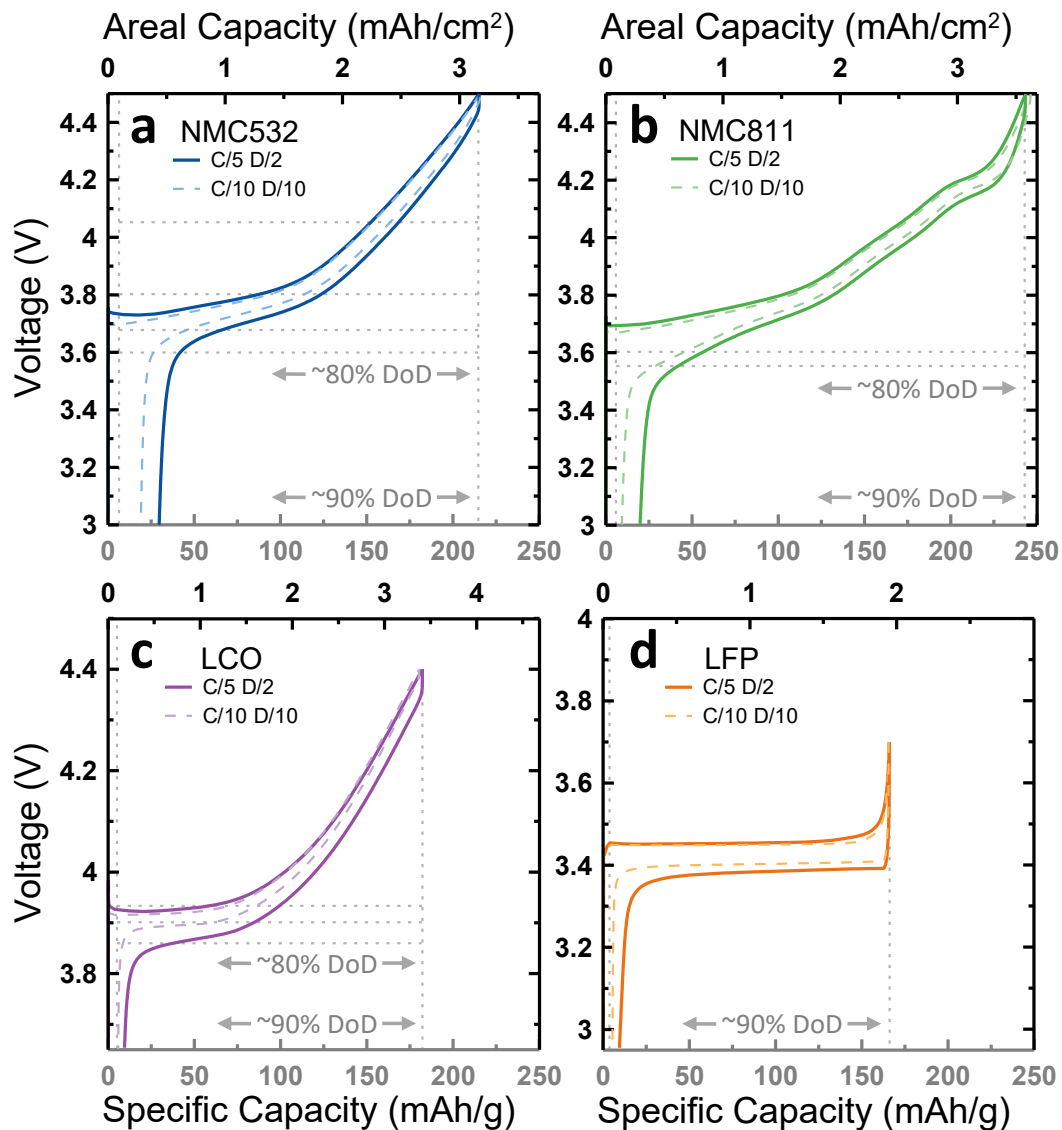 Areal Capacity (mAh/cm²) Areal Capacity (mAh/cm²)
0 1 2 3 0 1 2 3
a NMC532
C/5 D/2
C/10 D/10
~80% DoD
~90% DoD
4.4
4.2
4
3.8
3.6
3.4
3.2
3
Voltage (V)
0 50 100 150 200 250
b NMC811
C/5 D/2
C/10 D/10
~80% DoD
~90% DoD
4.4
4.2
4
3.8
3.6
3.4
3.2
3
0 50 100 150 200 250
0 1 2 3 4
c LCO
C/5 D/2
C/10 D/10
~80% DoD
~90% DoD
4.4
4.2
4
3.8
Voltage (V)
0 50 100 150 200 250
Specific Capacity (mAh/g)
0 1 2
d LFP
C/5 D/2
C/10 D/10
~90% DoD
4
3.8
3.6
3.4
3.2
3
0 50 100 150 200 250
Specific Capacity (mAh/g)